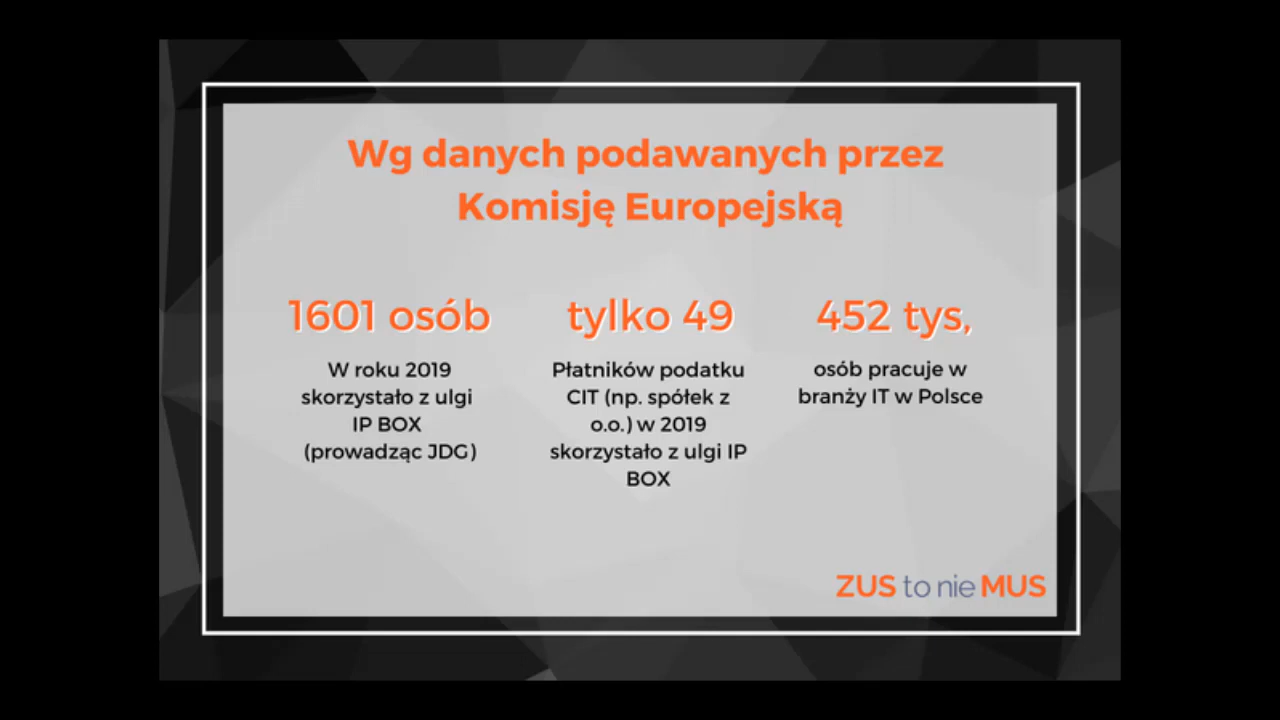 Wg danych podawanych przez
Komisję Europejską
1601 osób
W roku 2019
skorzystało z ulgi
IP BOX
(prowadząc JDG)
tylko 49
Płatników podatku
CIT (np. spółek z
o.o.) w 2019
skorzystało z ulgi IP
BOX
452 tys,
osób pracuje w
branży IT w Polsce
ZUS to nie MUS